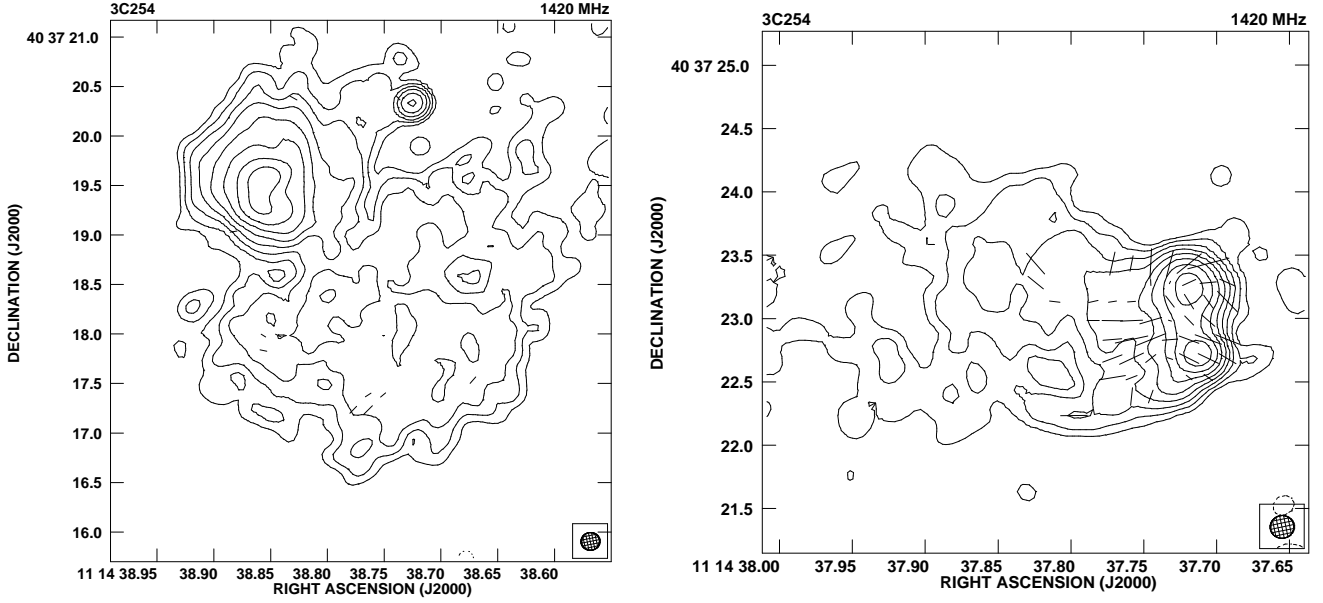 3C254 1420 MHz
40 37 21.0
20.5
20.0
19.5
19.0
18.5
18.0
17.5
17.0
16.5
16.0
DECLINATION (J2000)
11 14 38.95 38.90 38.85 38.80 38.75 38.70 38.65 38.60
RIGHT ASCENSION (J2000)
3C254 1420 MHz
40 37 25.0
24.5
24.0
23.5
23.0
22.5
22.0
21.5
DECLINATION (J2000)
11 14 38.00 37.95 37.90 37.85 37.80 37.75 37.70 37.65
RIGHT ASCENSION (J2000)